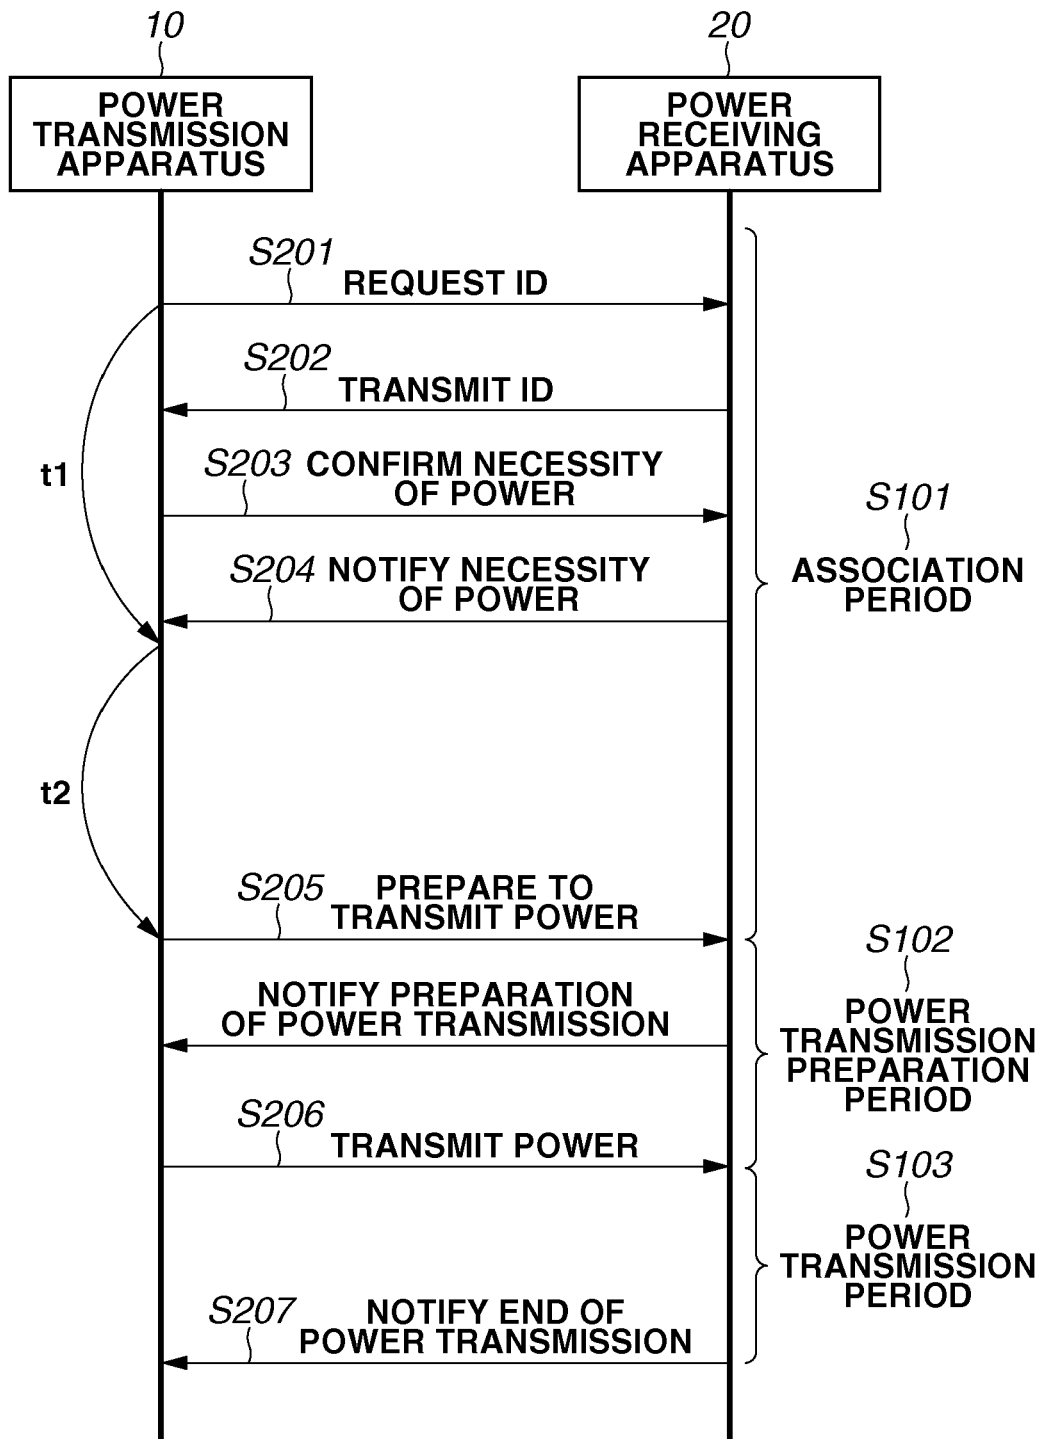 10
20
POWER
TRANSMISSION
APPARATUS
POWER
RECEIVING
APPARATUS
S201
REQUEST ID
S202
TRANSMIT ID
t1
S203 CONFIRM NECESSITY
OF POWER
S101
ASSOCIATION
PERIOD
S204 NOTIFY NECESSITY
OF POWER
t2
S205 PREPARE TO
TRANSMIT POWER
S102
POWER
TRANSMISSION
PREPARATION
PERIOD
NOTIFY PREPARATION
OF POWER TRANSMISSION
S206
TRANSMIT POWER
S103
POWER
TRANSMISSION
PERIOD
S207 NOTIFY END OF
POWER TRANSMISSION